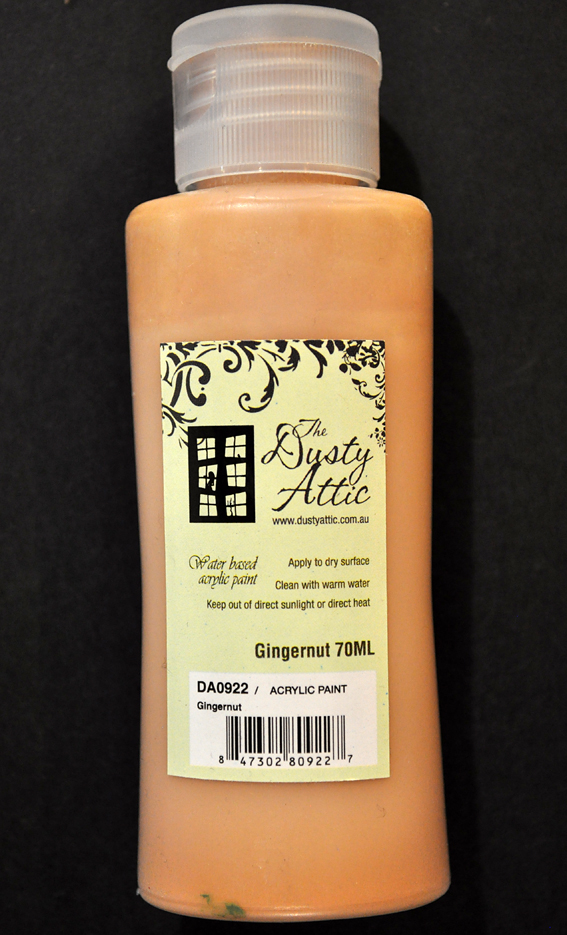 The
Dusty
Attic
www.dustyattic.com.au
Water based
acrylic paint
Apply to dry surface
Clean with warm water
Keep out of direct sunlight or direct heat
Gingernut 70ML
DA0922 / ACRYLIC PAINT
Gingernut
8 47302 80922 7